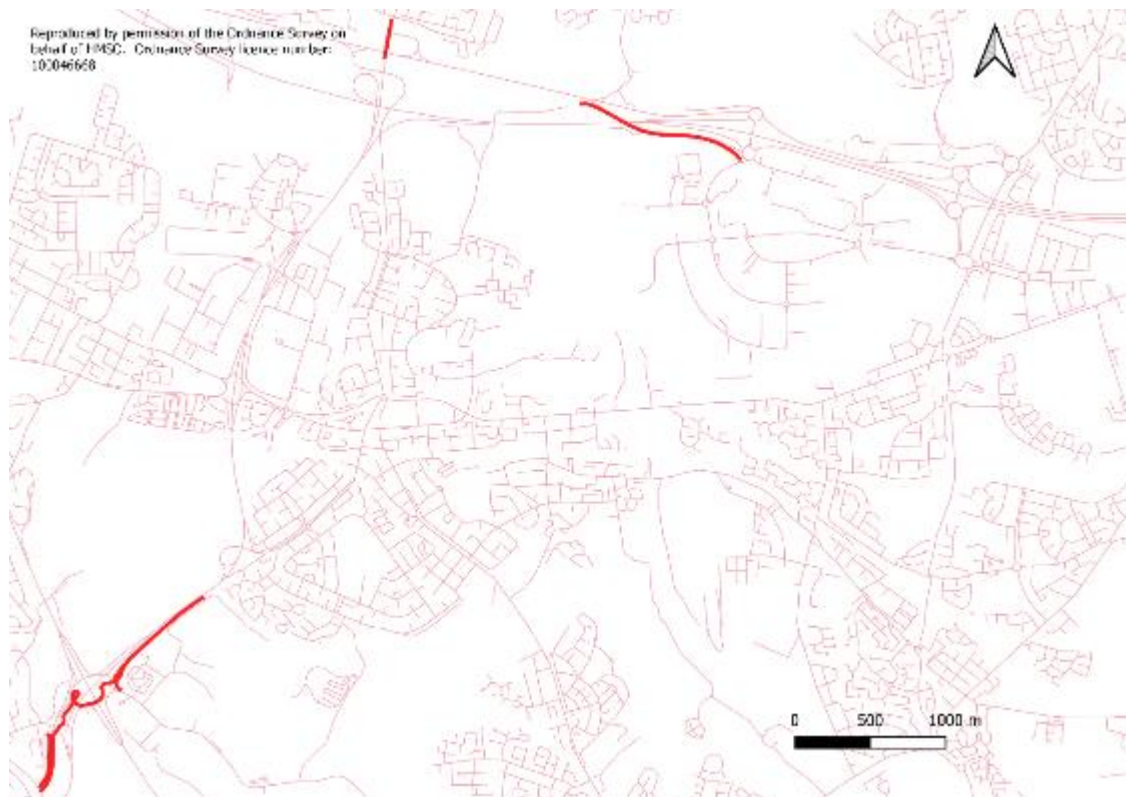 Reproduced by permission of the Ordnance Survey on
behalf of HMSO. Ordnance Survey licence number:
100046668
0 500 1000 m